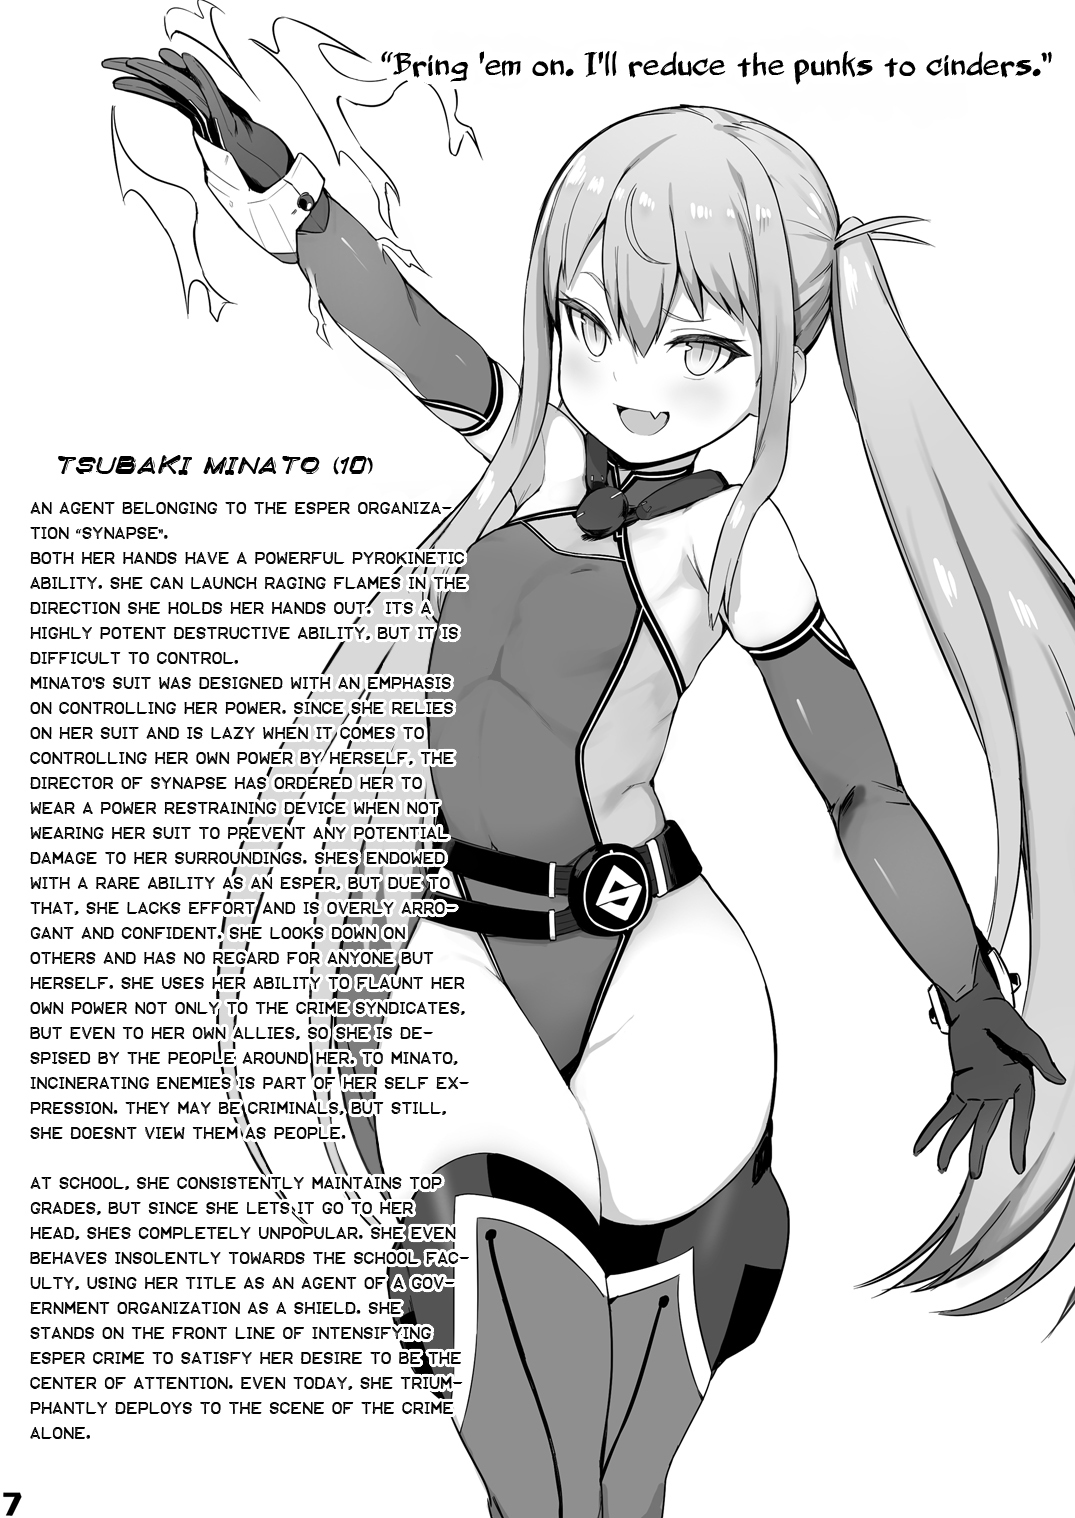 “Bring 'em on. I'll reduce the punks to cinders.”
TSUBAKI MINATO (10)
AN AGENT BELONGING TO THE ESPER ORGANIZA-
TION “SYNAPSE”.
BOTH HER HANDS HAVE A POWERFUL PYROKINETIC
ABILITY. SHE CAN LAUNCH RAGING FLAMES IN THE
DIRECTION SHE HOLDS HER HANDS OUT. ITS A
HIGHLY POTENT DESTRUCTIVE ABILITY, BUT IT IS
DIFFICULT TO CONTROL.
MINATO'S SUIT WAS DESIGNED WITH AN EMPHASIS
ON CONTROLLING HER POWER. SINCE SHE RELIES
ON HER SUIT AND IS LAZY WHEN IT COMES TO
CONTROLLING HER OWN POWER BY HERSELF, THE
DIRECTOR OF SYNAPSE HAS ORDERED HER TO
WEAR A POWER RESTRAINING DEVICE WHEN NOT
WEARING HER SUIT TO PREVENT ANY POTENTIAL
DAMAGE TO HER SURROUNDINGS. SHES ENDOWED
WITH A RARE ABILITY AS AN ESPER, BUT DUE TO
THAT, SHE LACKS EFFORT AND IS OVERLY ARRO-
GANT AND CONFIDENT. SHE LOOKS DOWN ON
OTHERS AND HAS NO REGARD FOR ANYONE BUT
HERSELF. SHE USES HER ABILITY TO FLAUNT HER
OWN POWER NOT ONLY TO THE CRIME SYNDICATES,
BUT EVEN TO HER OWN ALLIES, SO SHE IS DE-
SPISED BY THE PEOPLE AROUND HER. TO MINATO,
INCINERATING ENEMIES IS PART OF HER SELF EX-
PRESSION. THEY MAY BE CRIMINALS, BUT STILL,
SHE DOESNT VIEW THEM AS PEOPLE.
AT SCHOOL, SHE CONSISTENTLY MAINTAINS TOP
GRADES, BUT SINCE SHE LETS IT GO TO HER
HEAD, SHES COMPLETELY UNPOPULAR. SHE EVEN
BEHAVES INSOLENTLY TOWARDS THE SCHOOL FAC-
ULTY, USING HER TITLE AS AN AGENT OF A GOV-
ERNMENT ORGANIZATION AS A SHIELD. SHE
STANDS ON THE FRONT LINE OF INTENSIFYING
ESPER CRIME TO SATISFY HER DESIRE TO BE THE
CENTER OF ATTENTION. EVEN TODAY, SHE TRIUM-
PHANTLY DEPLOYS TO THE SCENE OF THE CRIME
ALONE.
7